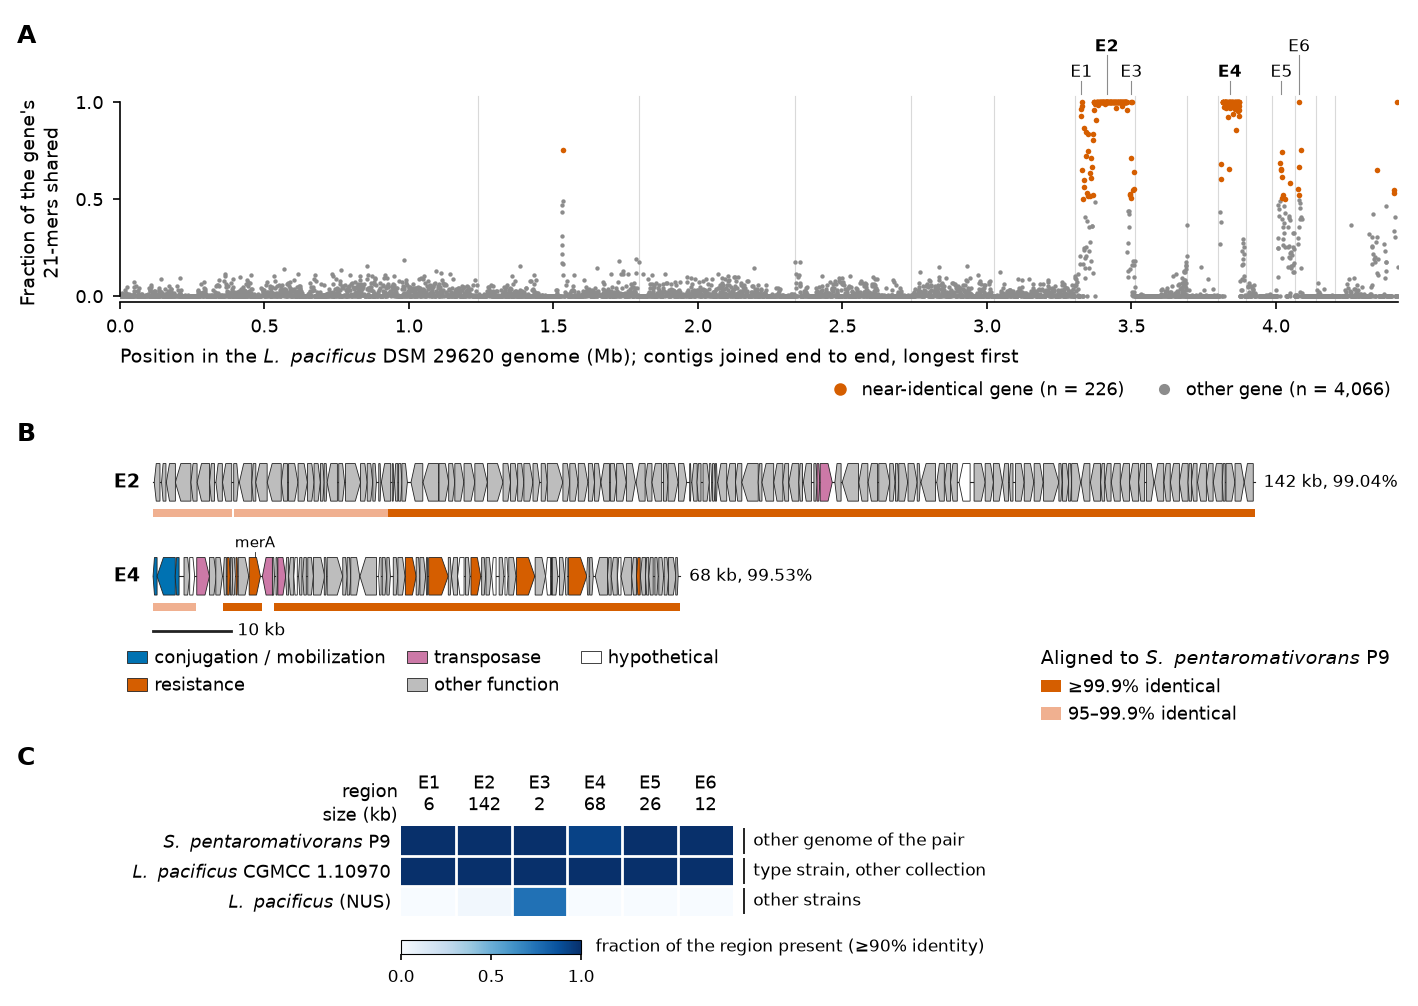 A
E2
E6
E1
E3
E4
E5
Fraction of the gene's
21-mers shared
1.0
0.5
0.0
0.0 0.5 1.0 1.5 2.0 2.5 3.0 3.5 4.0
Position in the L. pacificus DSM 29620 genome (Mb); contigs joined end to end, longest first
near-identical gene (n = 226) other gene (n = 4,066)
B
E2 142 kb, 99.04%
merA
E4 68 kb, 99.53%
10 kb
conjugation / mobilization transposase hypothetical
resistance other function
Aligned to S. pentaromativorans P9
≥99.9% identical
95–99.9% identical
C
region E1 E2 E3 E4 E5 E6
size (kb) 6 142 2 68 26 12
S. pentaromativorans P9 other genome of the pair
L. pacificus CGMCC 1.10970 type strain, other collection
L. pacificus (NUS) other strains
fraction of the region present (≥90% identity)
0.0 0.5 1.0